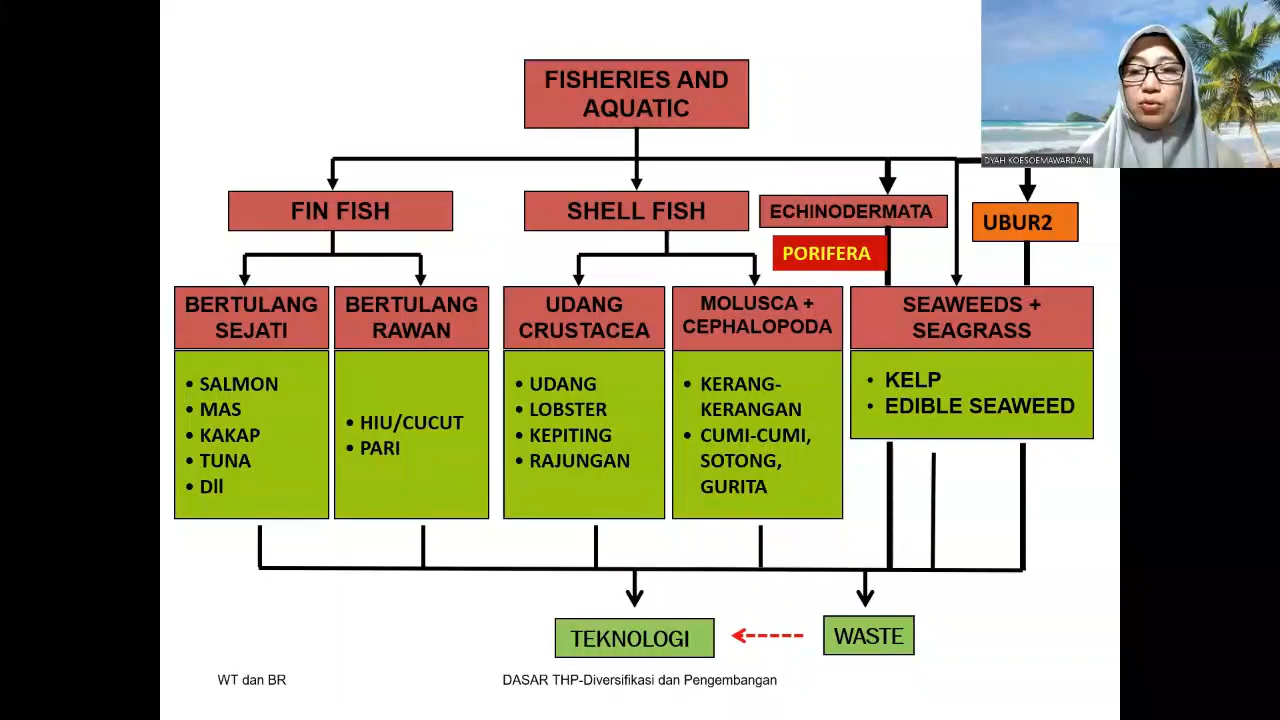 FISHERIES AND
AQUATIC
DYAH KOESOEMAWARDANI
FIN FISH
SHELL FISH
ECHINODERMATA
UBUR2
PORIFERA
BERTULANG
SEJATI
BERTULANG
RAWAN
UDANG
CRUSTACEA
MOLUSCA +
CEPHALOPODA
SEAWEEDS +
SEAGRASS
• SALMON
• MAS
• KAKAP
• TUNA
• Dll
• HIU/CUCUT
• PARI
• UDANG
• LOBSTER
• KEPITING
• RAJUNGAN
• KERANG-
KERANGAN
• CUMI-CUMI,
SOTONG,
GURITA
• KELP
• EDIBLE SEAWEED
TEKNOLOGI
WASTE
WT dan BR
DASAR THP-Diversifikasi dan Pengembangan